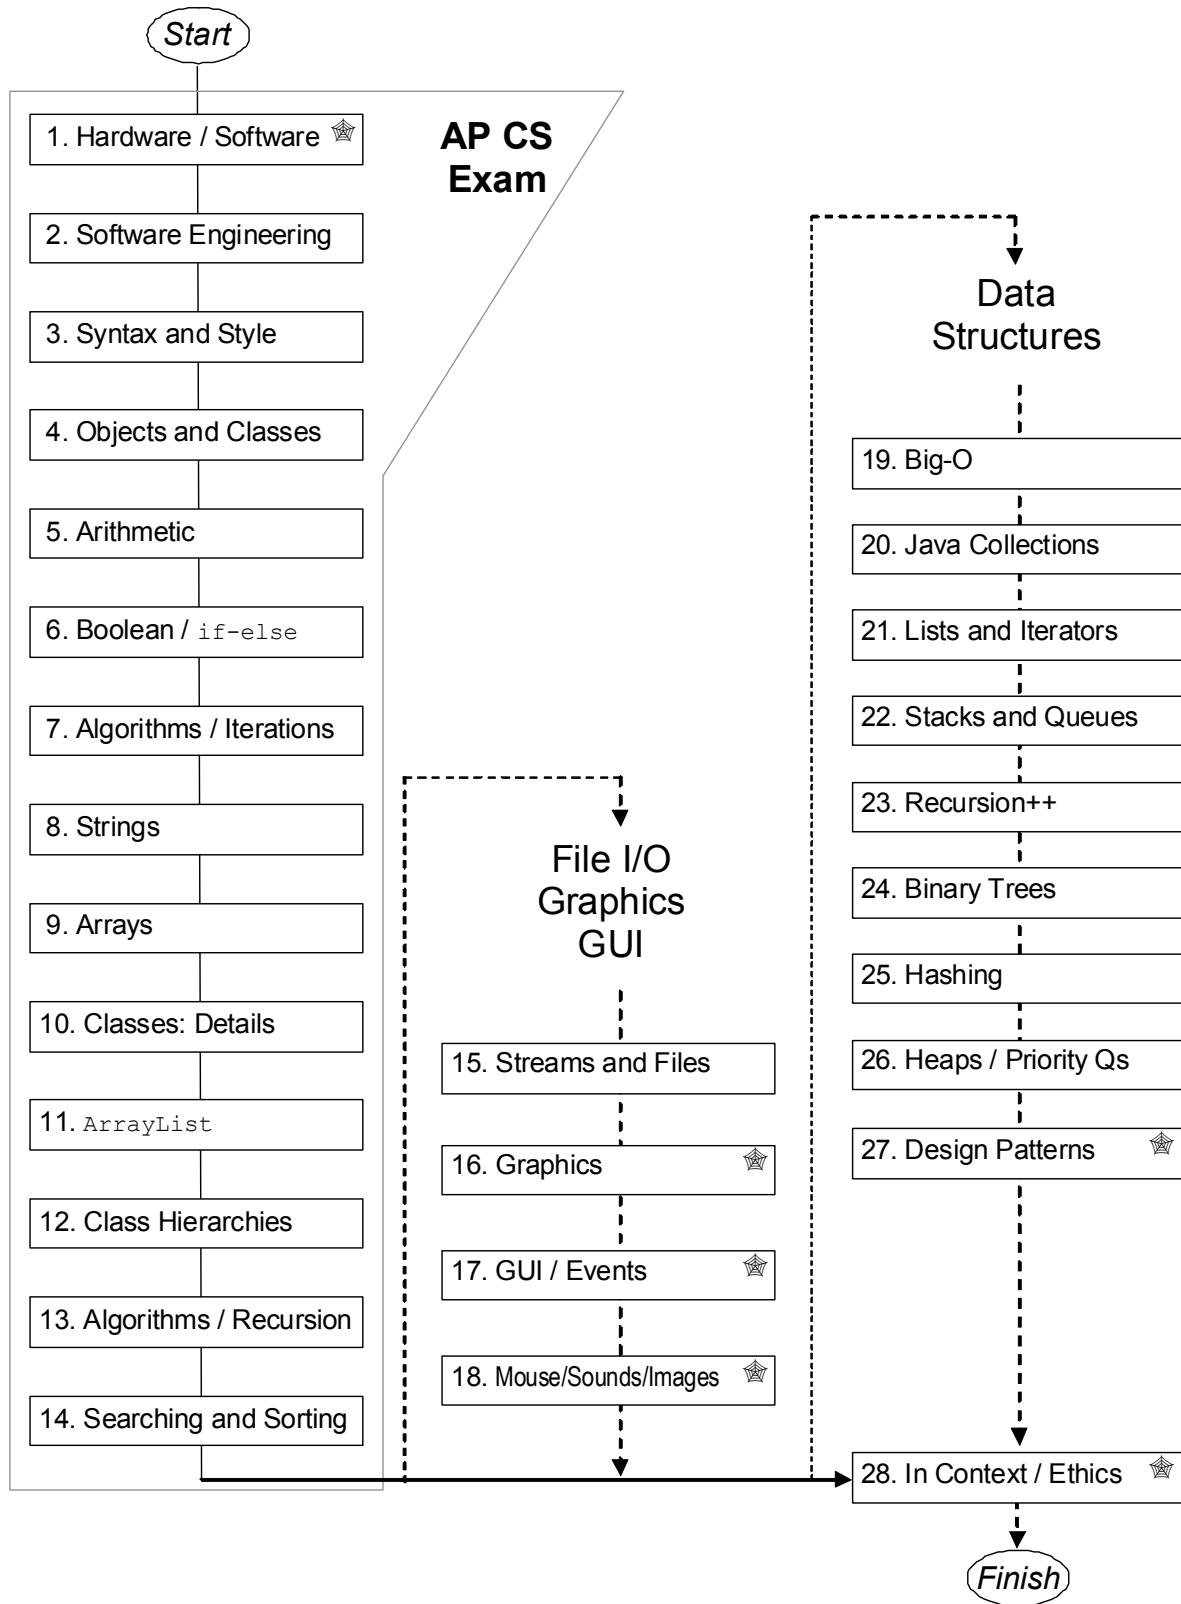 Start
AP CS
Exam
1. Hardware / Software
2. Software Engineering
3. Syntax and Style
4. Objects and Classes
5. Arithmetic
6. Boolean / if-else
7. Algorithms / Iterations
8. Strings
9. Arrays
10. Classes: Details
11. ArrayList
12. Class Hierarchies
13. Algorithms / Recursion
14. Searching and Sorting
File I/O
Graphics
GUI
15. Streams and Files
16. Graphics
17. GUI / Events
18. Mouse/Sounds/Images
Data
Structures
19. Big-O
20. Java Collections
21. Lists and Iterators
22. Stacks and Queues
23. Recursion++
24. Binary Trees
25. Hashing
26. Heaps / Priority Qs
27. Design Patterns
28. In Context / Ethics
Finish